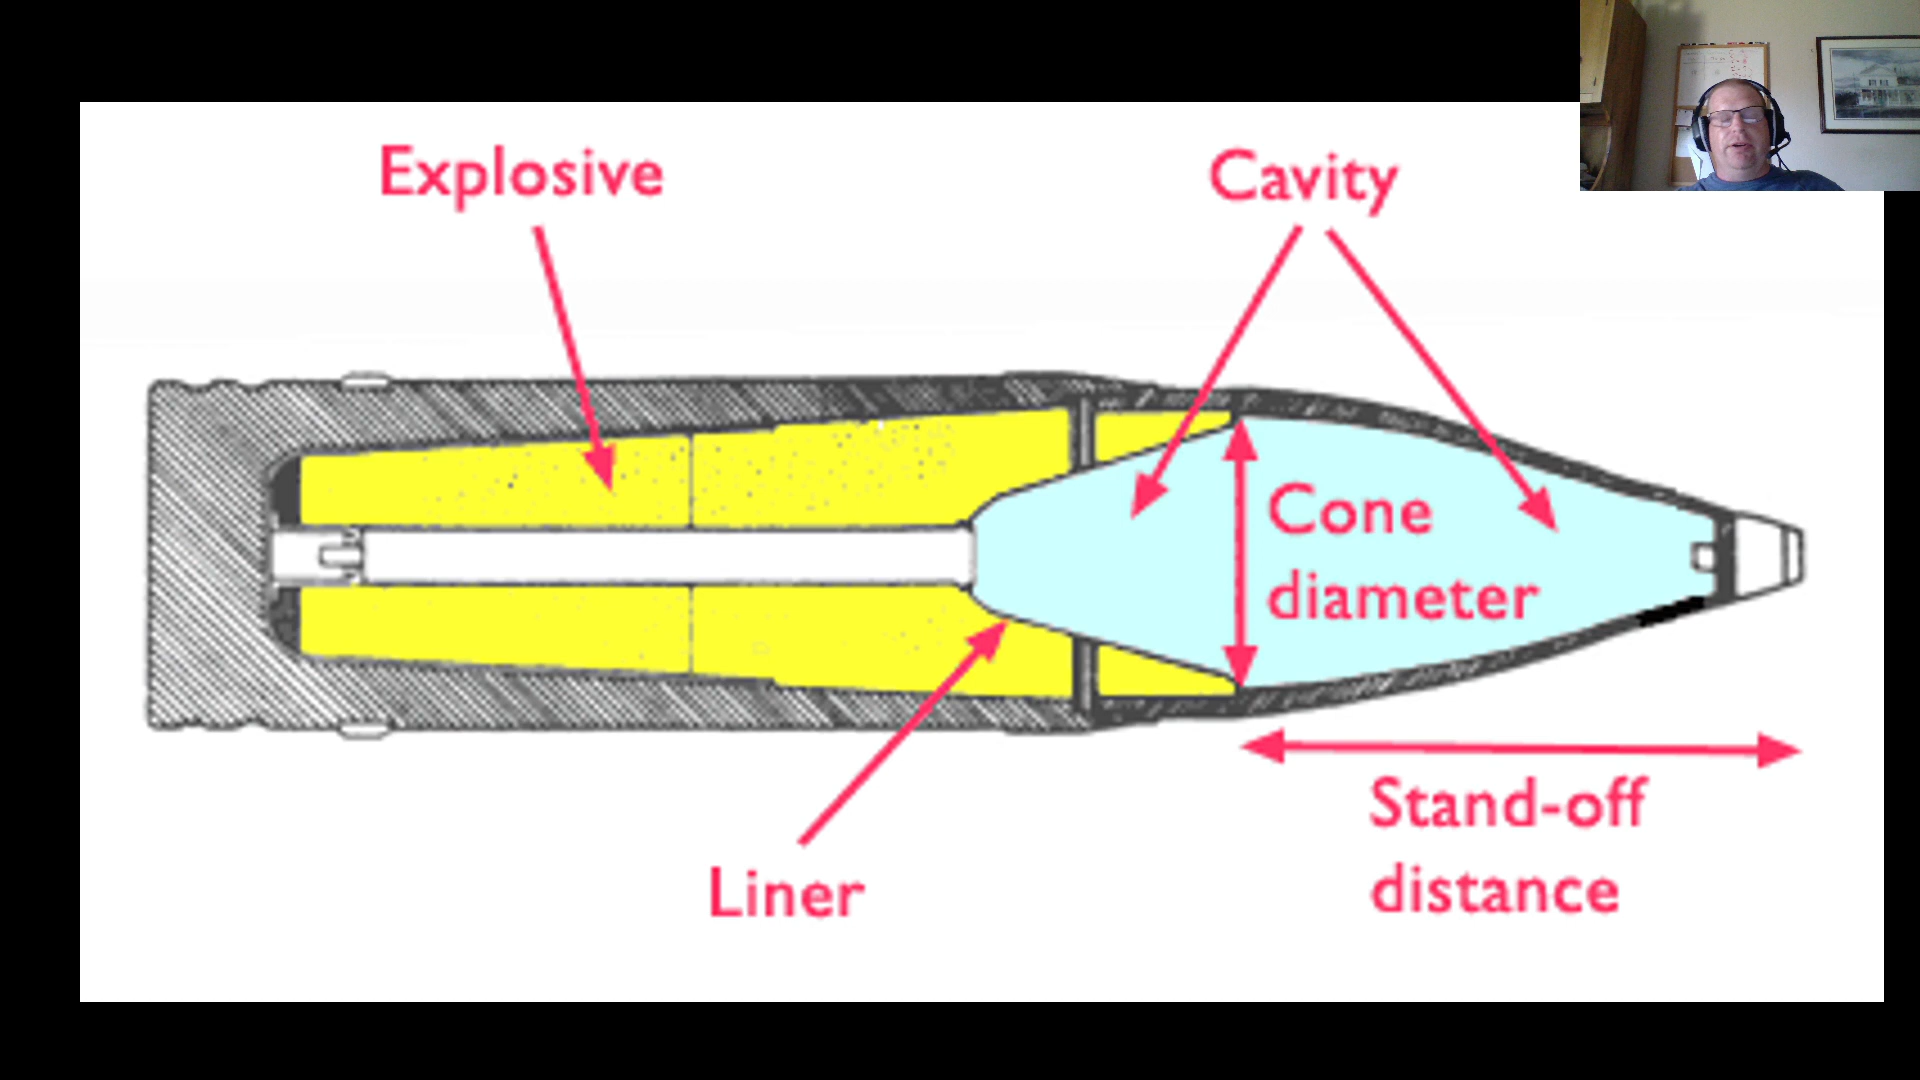 Explosive
Cavity
Cone
diameter
Liner
Stand-off
distance